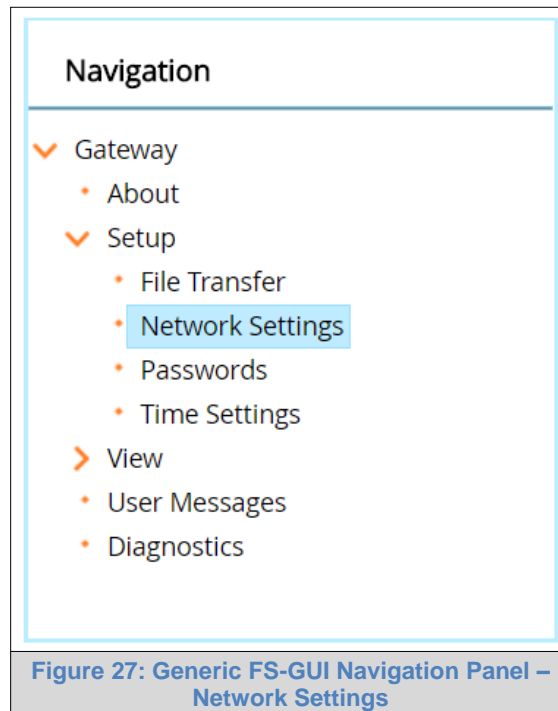 Navigation
Gateway
About
Setup
File Transfer
Network Settings
Passwords
Time Settings
View
User Messages
Diagnostics
Figure 27: Generic FS-GUI Navigation Panel –
Network Settings